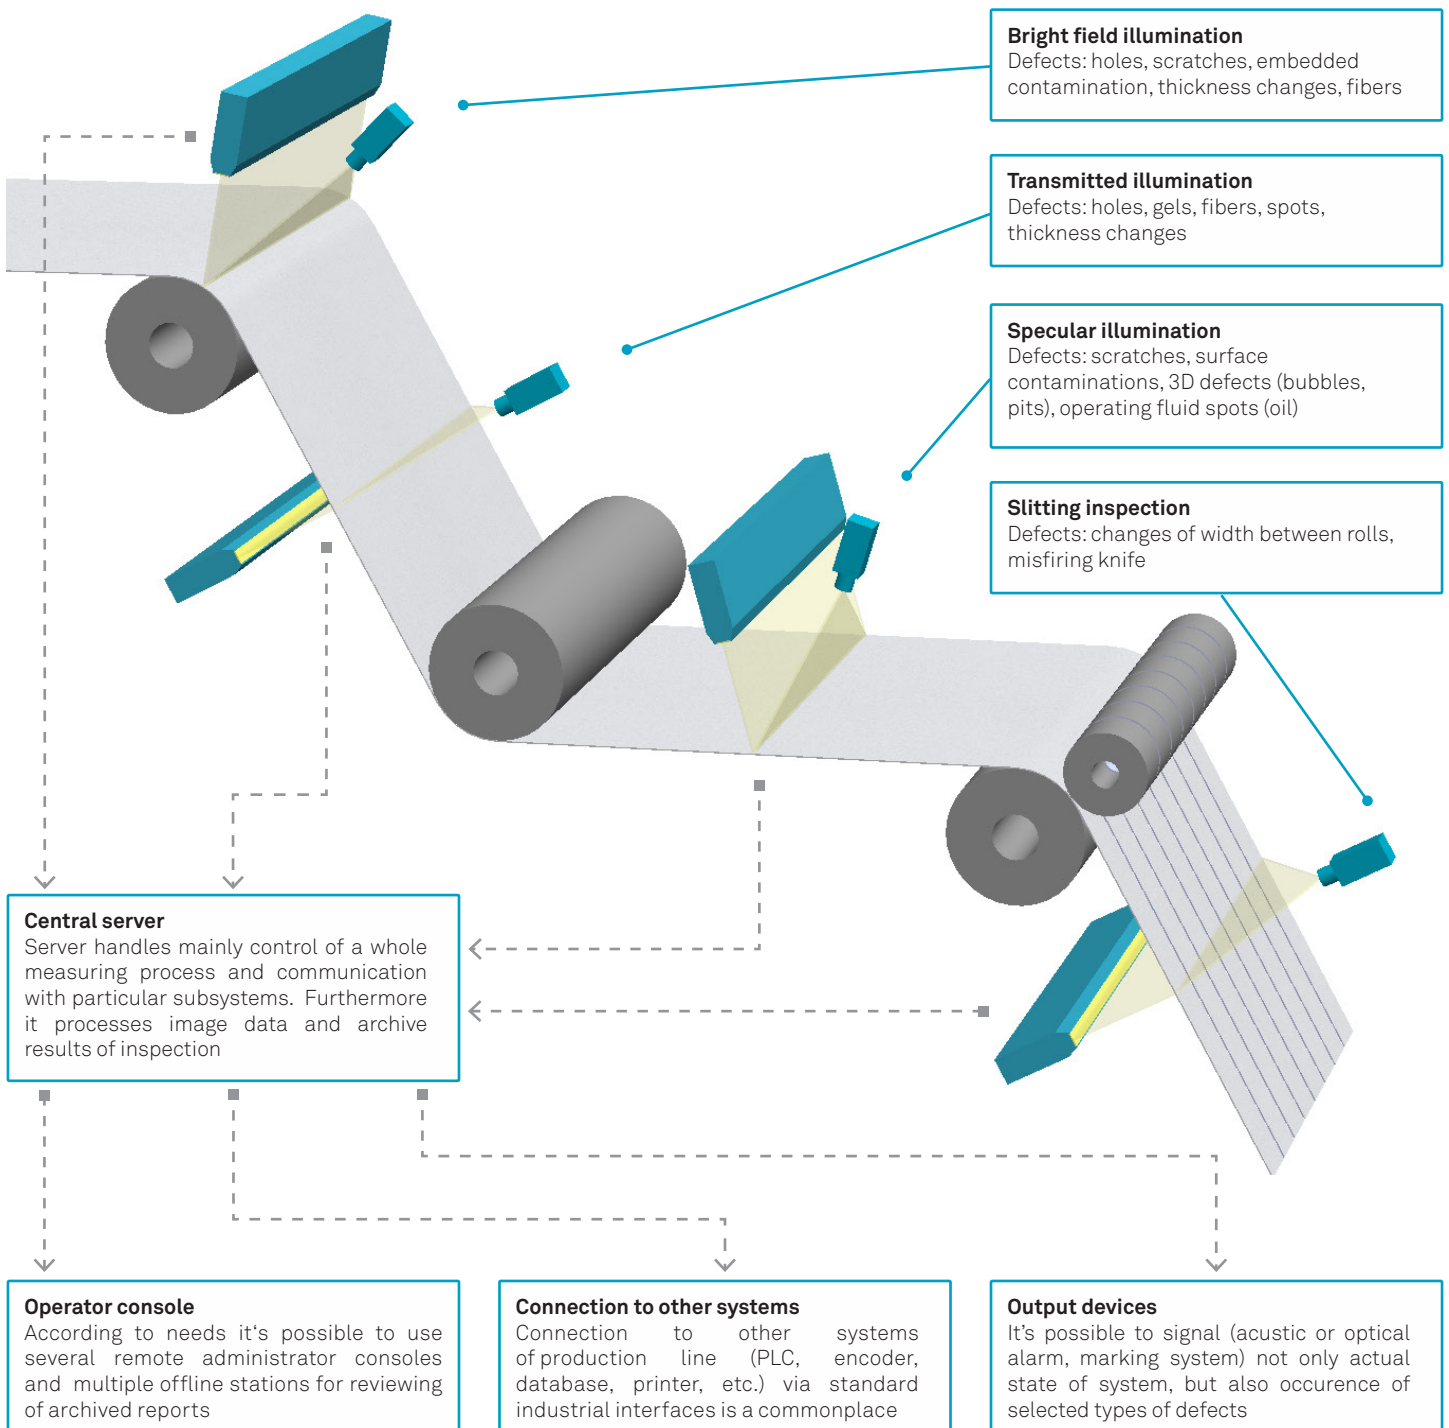 Bright field illumination
Defects: holes, scratches, embedded
contamination, thickness changes, fibers
Transmitted illumination
Defects: holes, gels, fibers, spots,
thickness changes
Specular illumination
Defects: scratches, surface
contaminations, 3D defects (bubbles,
pits), operating fluid spots (oil)
Slitting inspection
Defects: changes of width between rolls,
misfiring knife
Central server
Server handles mainly control of a whole
measuring process and communication
with particular subsystems. Furthermore
it processes image data and archive
results of inspection
Operator console
According to needs it‘s possible to use
several remote administrator consoles
and multiple offline stations for reviewing
of archived reports
Connection to other systems
Connection to other systems
of production line (PLC, encoder,
database, printer, etc.) via standard
industrial interfaces is a commonplace
Output devices
It’s possible to signal (acustic or optical
alarm, marking system) not only actual
state of system, but also occurence of
selected types of defects